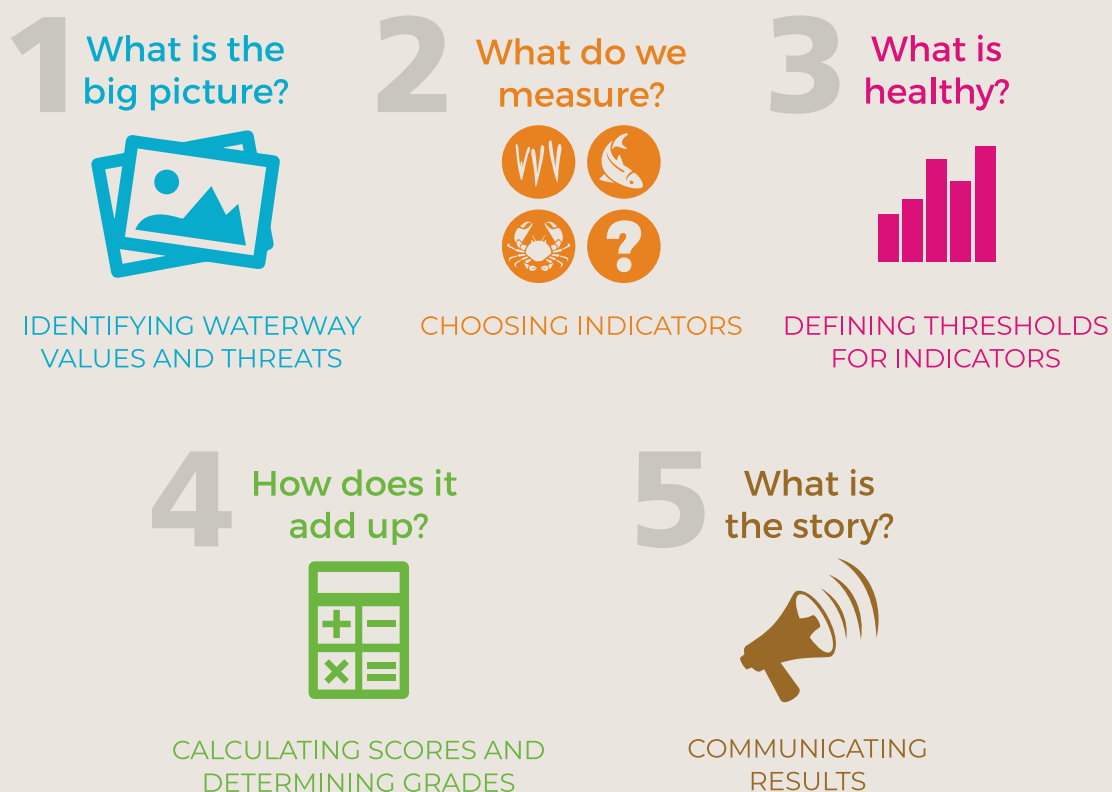 1
What is the
big picture?
IDENTIFYING WATERWAY
VALUES AND THREATS
2
What do we
measure?
?
CHOOSING INDICATORS
3
What is
healthy?
DEFINING THRESHOLDS
FOR INDICATORS
4
How does it
add up?
CALCULATING SCORES AND
DETERMINING GRADES
5
What is
the story?
COMMUNICATING
RESULTS